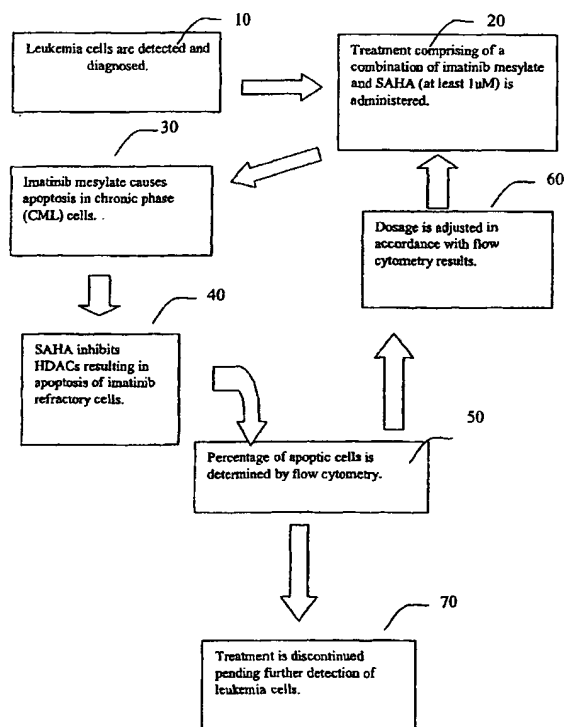 10
Leukemia cells are detected and
diagnosed.
20
Treatment comprising of a
combination of imatinib mesylate
and SAHA (at least 1uM) is
administered.
30
Imatinib mesylate causes
apoptosis in chronic phase
(CML) cells. .
60
Dosage is adjusted in
accordance with flow
cytometry results.
40
SAHA inhibits
HDACs resulting in
apoptosis of imatinib
refractory cells.
50
Percentage of apoptic cells is
determined by flow cytometry.
70
Treatment is discontinued
pending further detection of
leukemia cells.